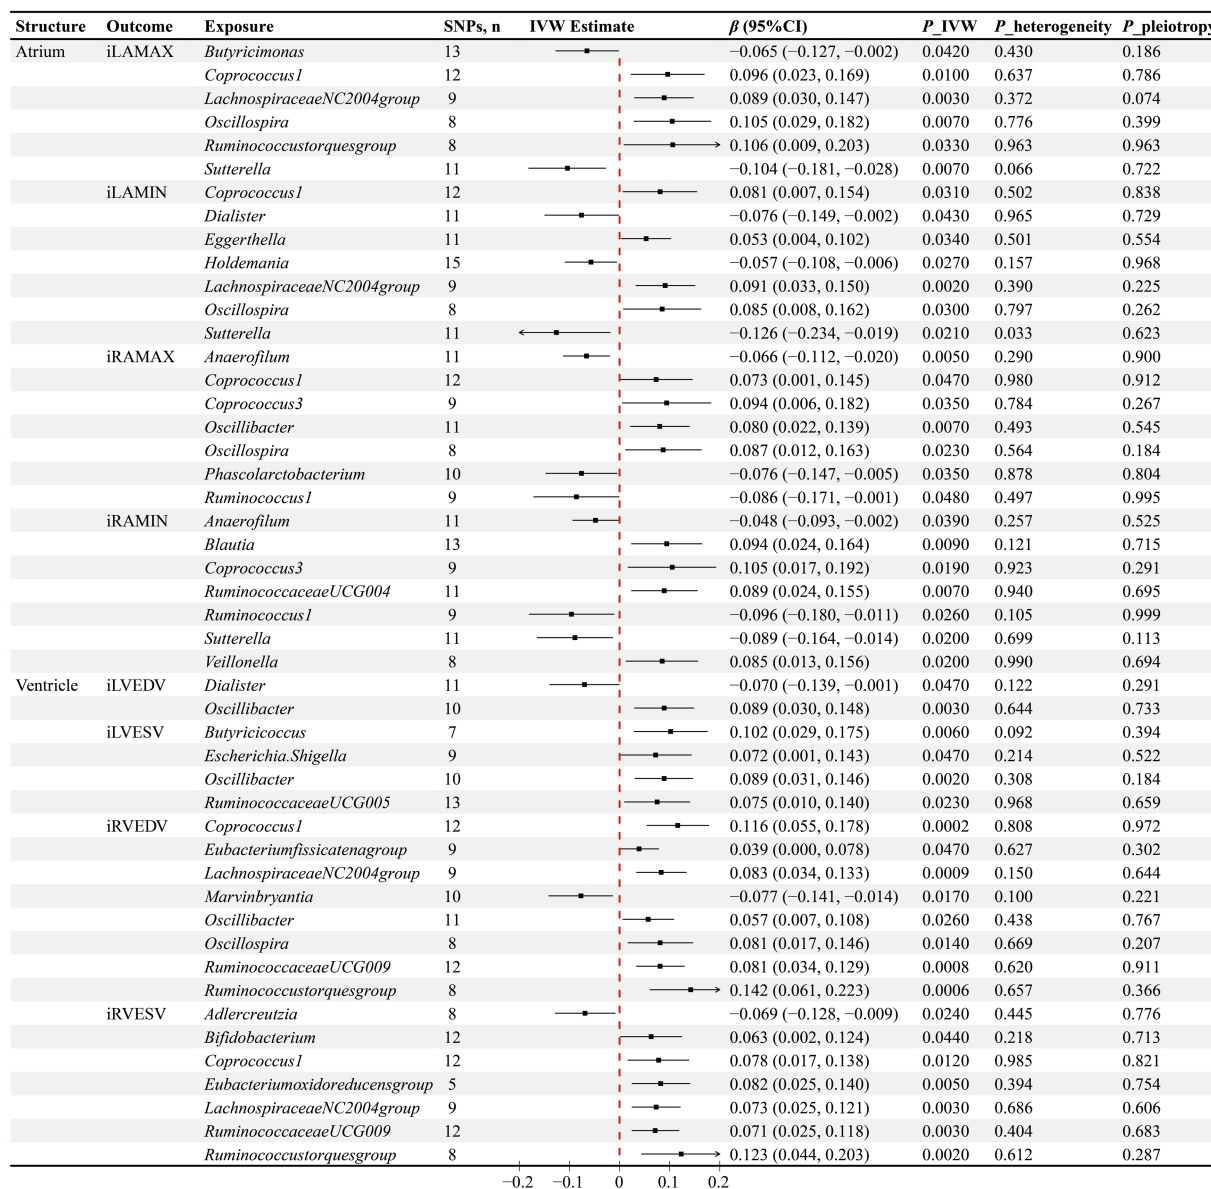 Structure Outcome Exposure SNPs, n IVW Estimate β (95%CI) P_IVW P_heterogeneity P_pleiotropy
Atrium iLAMAX Butyricimonas 13 −0.065 (−0.127, −0.002) 0.0420 0.430 0.186
Coprococcus1 12 0.096 (0.023, 0.169) 0.0100 0.637 0.786
LachnospiraceaeNC2004group 9 0.089 (0.030, 0.147) 0.0030 0.372 0.074
Oscillospira 8 0.105 (0.029, 0.182) 0.0070 0.776 0.399
Ruminococcustorquesgroup 8 0.106 (0.009, 0.203) 0.0330 0.963 0.963
Sutterella 11 −0.104 (−0.181, −0.028) 0.0070 0.066 0.722
iLAMIN Coprococcus1 12 0.081 (0.007, 0.154) 0.0310 0.502 0.838
Dialister 11 −0.076 (−0.149, −0.002) 0.0430 0.965 0.729
Eggerthella 11 0.053 (0.004, 0.102) 0.0340 0.501 0.554
Holdemania 15 −0.057 (−0.108, −0.006) 0.0270 0.157 0.968
LachnospiraceaeNC2004group 9 0.091 (0.033, 0.150) 0.0020 0.390 0.225
Oscillospira 8 0.085 (0.008, 0.162) 0.0300 0.797 0.262
Sutterella 11 −0.126 (−0.234, −0.019) 0.0210 0.033 0.623
iRAMAX Anaerofilum 11 −0.066 (−0.112, −0.020) 0.0050 0.290 0.900
Coprococcus1 12 0.073 (0.001, 0.145) 0.0470 0.980 0.912
Coprococcus3 9 0.094 (0.006, 0.182) 0.0350 0.784 0.267
Oscillibacter 11 0.080 (0.022, 0.139) 0.0070 0.493 0.545
Oscillospira 8 0.087 (0.012, 0.163) 0.0230 0.564 0.184
Phascolarctobacterium 10 −0.076 (−0.147, −0.005) 0.0350 0.878 0.804
Ruminococcus1 9 −0.086 (−0.171, −0.001) 0.0480 0.497 0.995
iRAMIN Anaerofilum 11 −0.048 (−0.093, −0.002) 0.0390 0.257 0.525
Blautia 13 0.094 (0.024, 0.164) 0.0090 0.121 0.715
Coprococcus3 9 0.105 (0.017, 0.192) 0.0190 0.923 0.291
RuminococcaceaeUCG004 11 0.089 (0.024, 0.155) 0.0070 0.940 0.695
Ruminococcus1 9 −0.096 (−0.180, −0.011) 0.0260 0.105 0.999
Sutterella 11 −0.089 (−0.164, −0.014) 0.0200 0.699 0.113
Veillonella 8 0.085 (0.013, 0.156) 0.0200 0.990 0.694
Ventricle iLVEDV Dialister 11 −0.070 (−0.139, −0.001) 0.0470 0.122 0.291
Oscillibacter 10 0.089 (0.030, 0.148) 0.0030 0.644 0.733
iLVESV Butyricicoccus 7 0.102 (0.029, 0.175) 0.0060 0.092 0.394
Escherichia.Shigella 9 0.072 (0.001, 0.143) 0.0470 0.214 0.522
Oscillibacter 10 0.089 (0.031, 0.146) 0.0020 0.308 0.184
RuminococcaceaeUCG005 13 0.075 (0.010, 0.140) 0.0230 0.968 0.659
iRVEDV Coprococcus1 12 0.116 (0.055, 0.178) 0.0002 0.808 0.972
Eubacteriumfissicatenagroup 9 0.039 (0.000, 0.078) 0.0470 0.627 0.302
LachnospiraceaeNC2004group 9 0.083 (0.034, 0.133) 0.0009 0.150 0.644
Marvinbryantia 10 −0.077 (−0.141, −0.014) 0.0170 0.100 0.221
Oscillibacter 11 0.057 (0.007, 0.108) 0.0260 0.438 0.767
Oscillospira 8 0.081 (0.017, 0.146) 0.0140 0.669 0.207
RuminococcaceaeUCG009 12 0.081 (0.034, 0.129) 0.0008 0.620 0.911
Ruminococcustorquesgroup 8 0.142 (0.061, 0.223) 0.0006 0.657 0.366
iRVESV Adlercreutzia 8 −0.069 (−0.128, −0.009) 0.0240 0.445 0.776
Bifidobacterium 12 0.063 (0.002, 0.124) 0.0440 0.218 0.713
Coprococcus1 12 0.078 (0.017, 0.138) 0.0120 0.985 0.821
Eubacteriumoxidoreducensgroup 5 0.082 (0.025, 0.140) 0.0050 0.394 0.754
LachnospiraceaeNC2004group 9 0.073 (0.025, 0.121) 0.0030 0.686 0.606
RuminococcaceaeUCG009 12 0.071 (0.025, 0.118) 0.0030 0.404 0.683
Ruminococcustorquesgroup 8 0.123 (0.044, 0.203) 0.0020 0.612 0.287
−0.2 −0.1 0 0.1 0.2